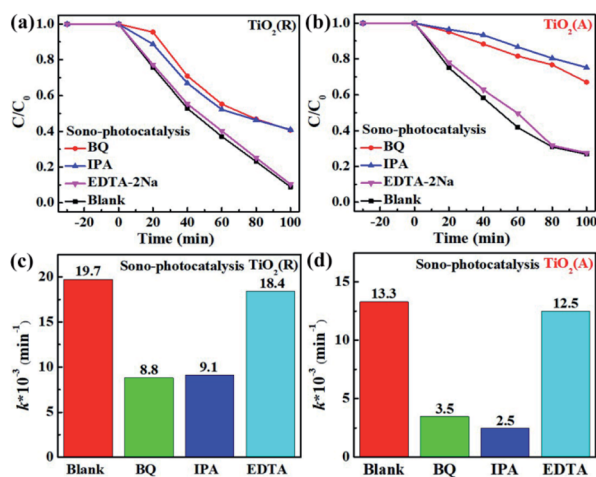 (a)
TiO2(R)
C/C0
1.0
0.8
0.6
0.4
0.2
0.0
Sono-photocatalysis
BQ
IPA
EDTA-2Na
Blank
-20 0 20 40 60 80 100
Time (min)
(b)
TiO2(A)
C/C0
1.0
0.8
0.6
0.4
0.2
0.0
Sono-photocatalysis
BQ
IPA
EDTA-2Na
Blank
-20 0 20 40 60 80 100
Time (min)
(c)
Sono-photocatalysis TiO2(R)
k*10-3 (min-1)
20
15
10
5
0
19.7
8.8
9.1
18.4
Blank BQ IPA EDTA
(d)
Sono-photocatalysis TiO2(A)
k*10-3 (min-1)
15
10
5
0
13.3
3.5
2.5
12.5
Blank BQ IPA EDTA